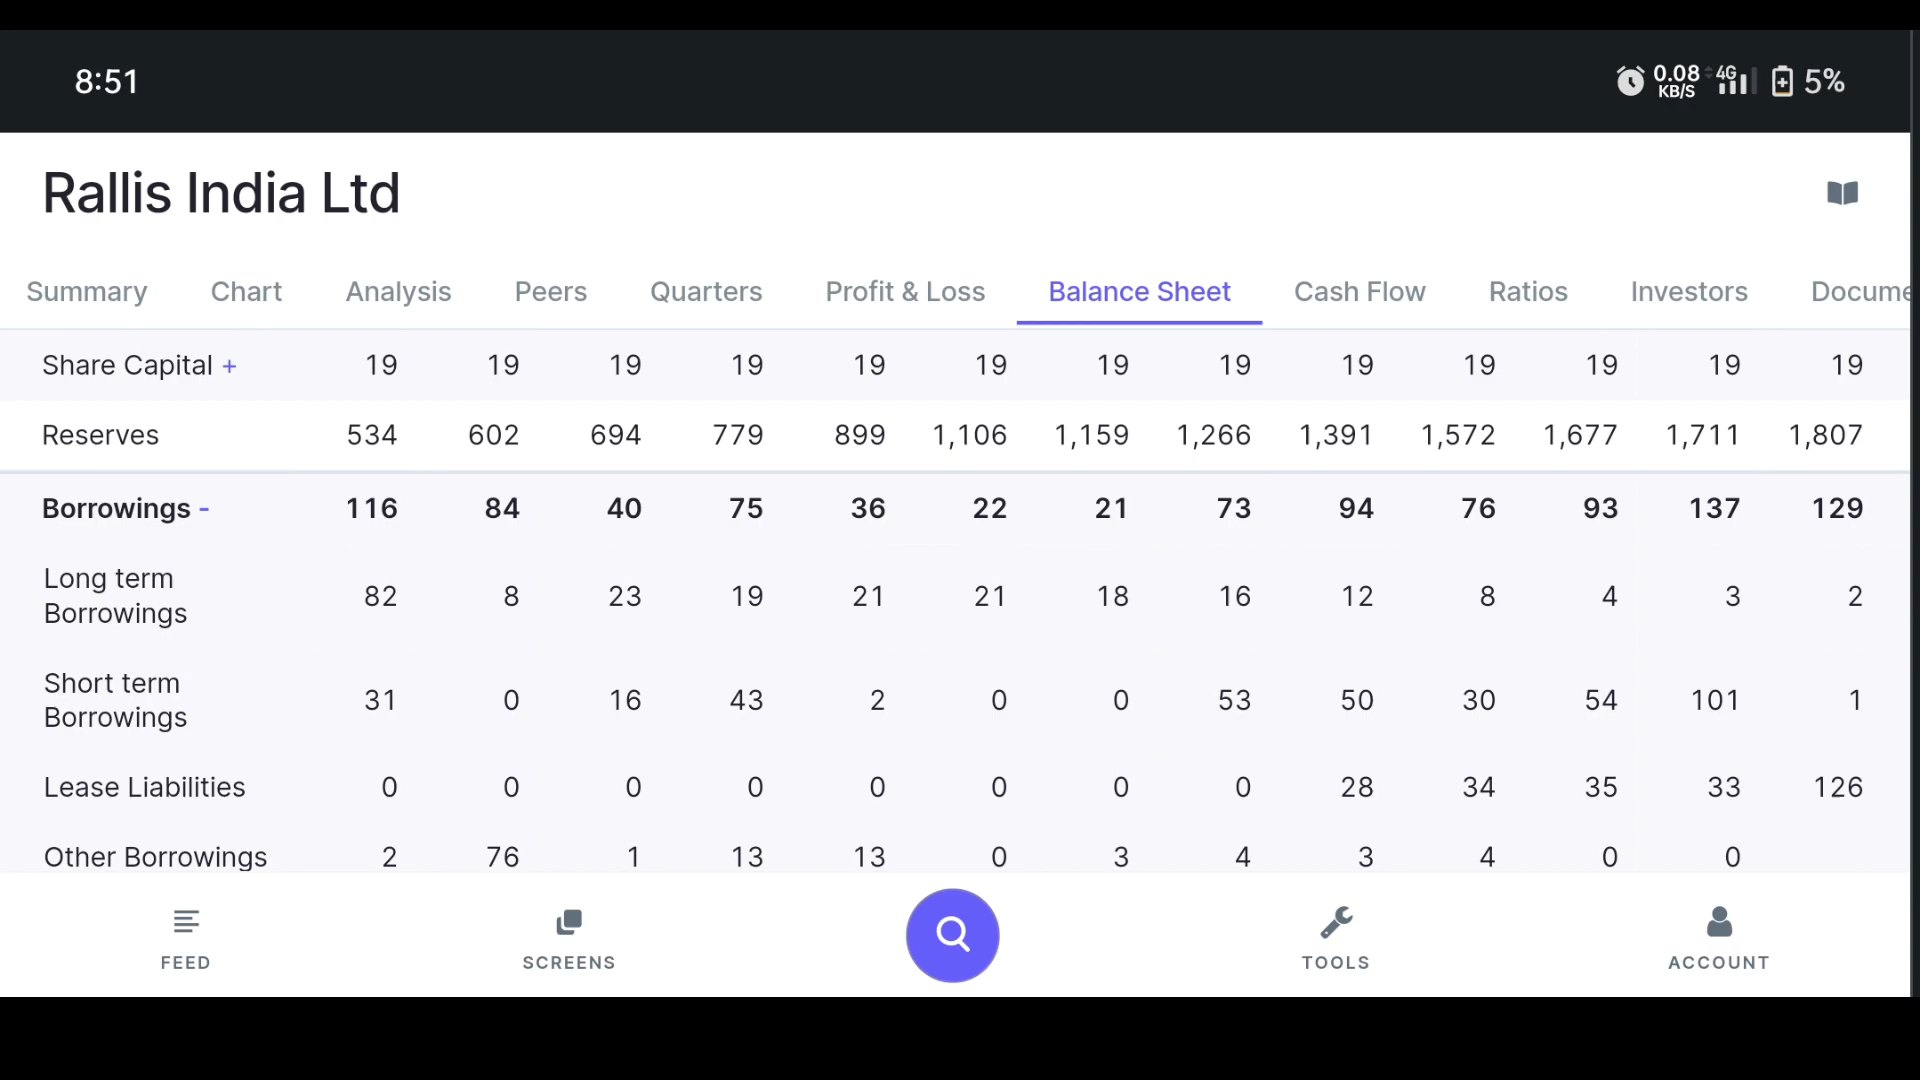 8:51
0.08 KB/S 4G 5%
Rallis India Ltd
Summary Chart Analysis Peers Quarters Profit & Loss Balance Sheet Cash Flow Ratios Investors Docume
Share Capital + 19 19 19 19 19 19 19 19 19 19 19 19 19
Reserves 534 602 694 779 899 1,106 1,159 1,266 1,391 1,572 1,677 1,711 1,807
Borrowings - 116 84 40 75 36 22 21 73 94 76 93 137 129
Long term
Borrowings 82 8 23 19 21 21 18 16 12 8 4 3 2
Short term
Borrowings 31 0 16 43 2 0 0 53 50 30 54 101 1
Lease Liabilities 0 0 0 0 0 0 0 0 28 34 35 33 126
Other Borrowings 2 76 1 13 13 0 3 4 3 4 0 0
FEED SCREENS TOOLS ACCOUNT